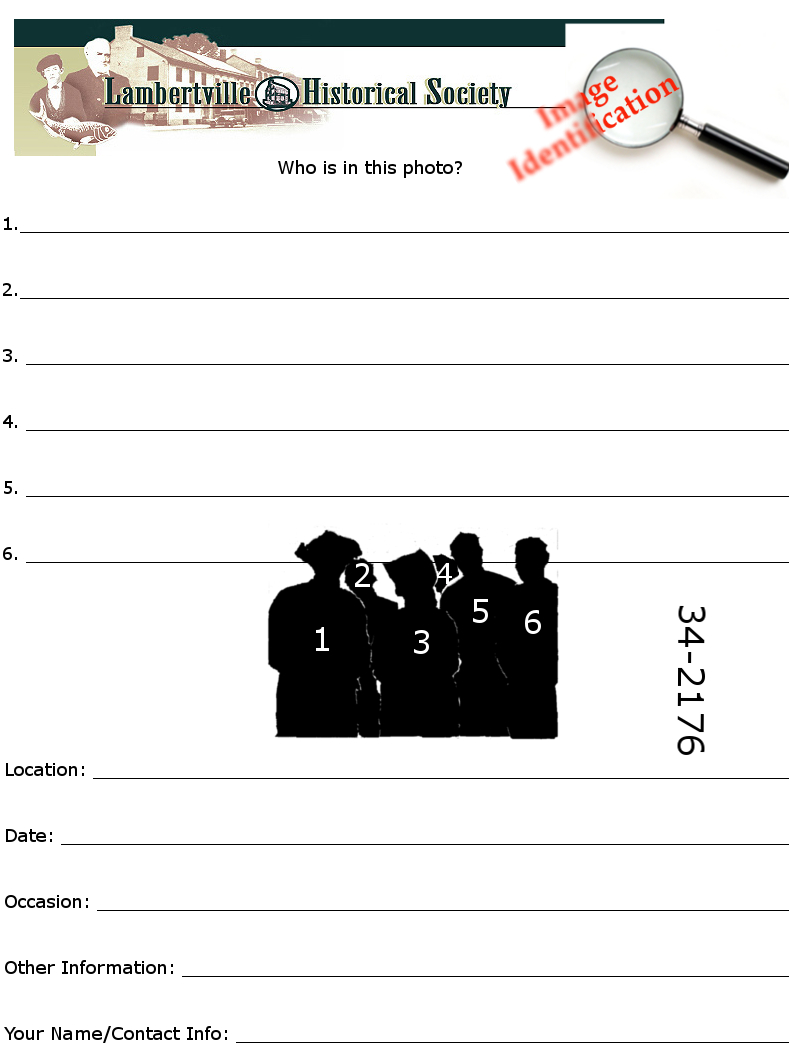 Lambertville Historical Society
Image
Identification
Who is in this photo?
1.
2.
3.
4.
5.
6.
1
2
3
4
5
6
34-2176
Location:
Date:
Occasion:
Other Information:
Your Name/Contact Info: